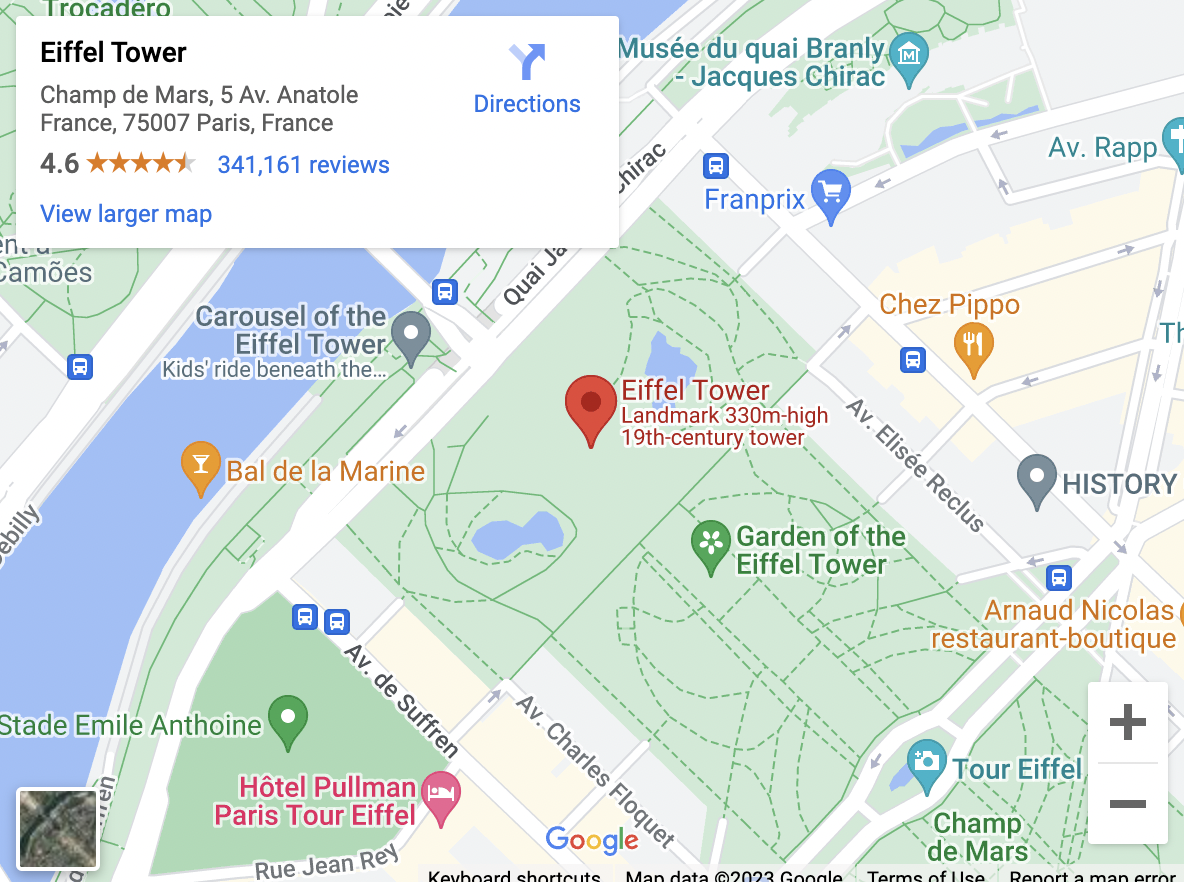 Trocadéro
Eiffel Tower
Champ de Mars, 5 Av. Anatole
France, 75007 Paris, France
4.6
341,161 reviews
View larger map
Directions
Musée du quai Branly
- Jacques Chirac
Av. Rapp
Franprix
Camões
Quai Ja
Chirac
Carousel of the
Eiffel Tower
Kids' ride beneath the...
Chez Pippo
Th
Eiffel Tower
Landmark 330m-high
19th-century tower
Av. Elisée Reclus
Bal de la Marine
HISTORY
ebilly
Garden of the
Eiffel Tower
Arnaud Nicolas
restaurant-boutique
Av. de Suffren
Stade Emile Anthoine
Av. Charles Floquet
Tour Eiffel
Hôtel Pullman
Paris Tour Eiffel
Champ
de Mars
Google
Rue Jean Rey
Keyboard shortcuts
Map data ©2023 Google
Terms of Use
Report a map error